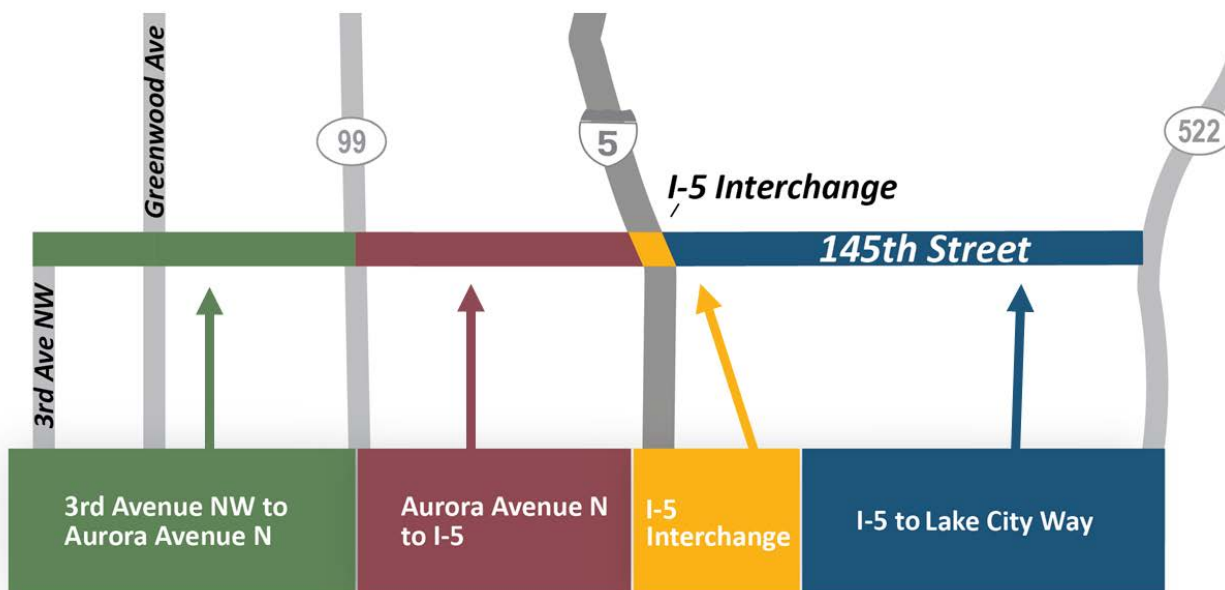 Greenwood Ave
99
5
522
I-5 Interchange
145th Street
3rd Ave NW
3rd Avenue NW to
Aurora Avenue N
Aurora Avenue N
to I-5
I-5
Interchange
I-5 to Lake City Way